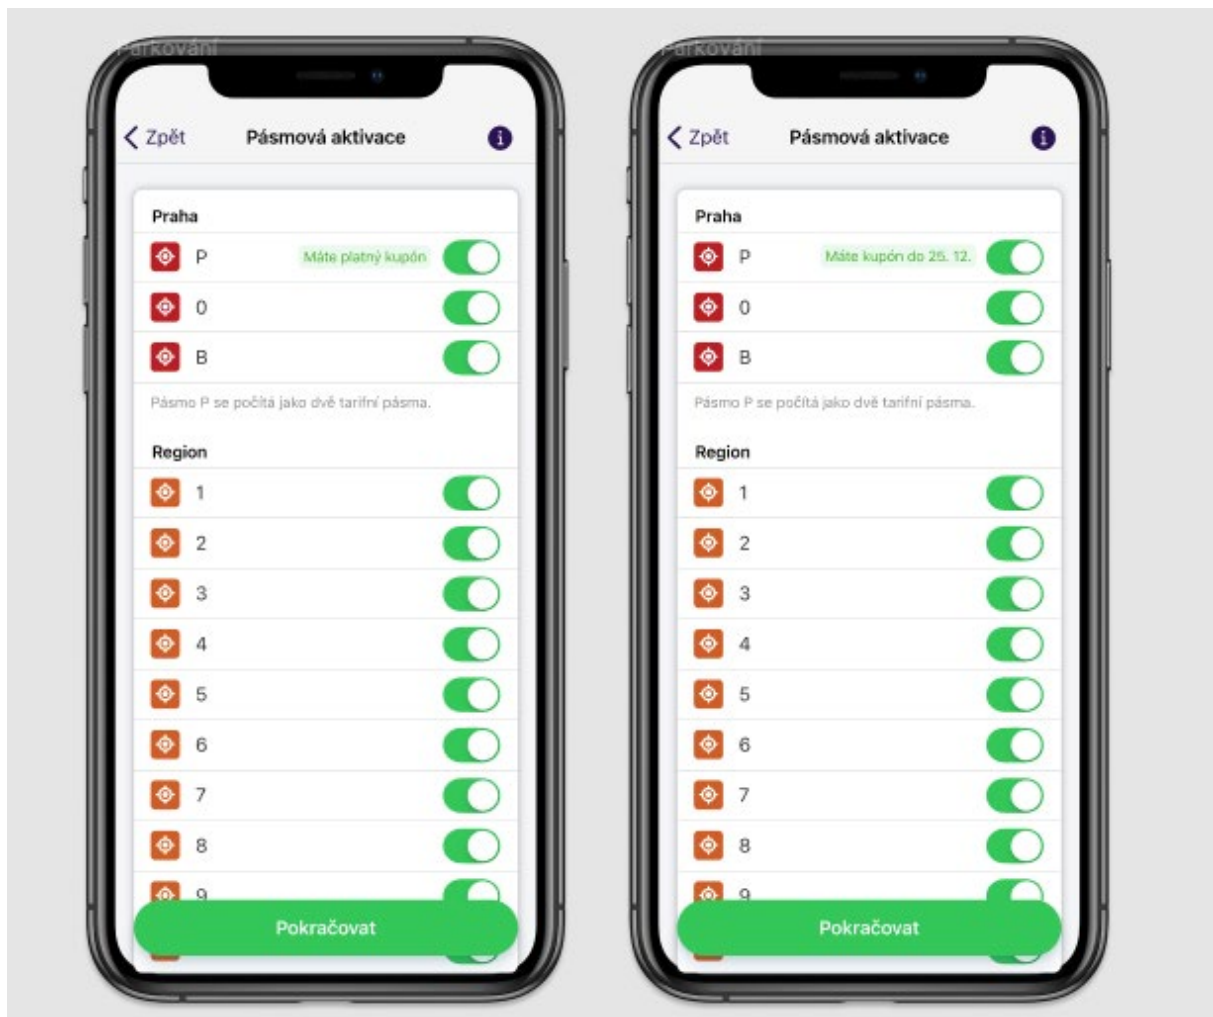 Parkování
Zpět Pásmová aktivace i
Praha
P Máte platný kupón
0
B
Pásmo P se počítá jako dvě tarifní pásma.
Region
1
2
3
4
5
6
7
8
9
Pokračovat
Parkování
Zpět Pásmová aktivace i
Praha
P Máte kupón do 25. 12.
0
B
Pásmo P se počítá jako dvě tarifní pásma.
Region
1
2
3
4
5
6
7
8
9
Pokračovat